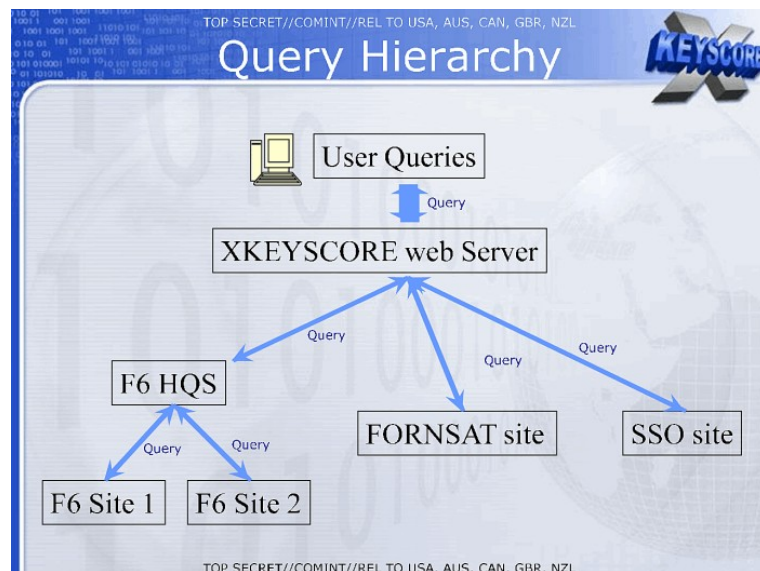 TOP SECRET//COMINT//REL TO USA, AUS, CAN, GBR, NZL
Query Hierarchy
KEYSCORE
X
User Queries
Query
XKEYSCORE web Server
Query
Query
Query
F6 HQS
FORNSAT site
SSO site
Query
Query
F6 Site 1
F6 Site 2
TOP SECRET//COMINT//REL TO USA, AUS, CAN, GBR, NZL